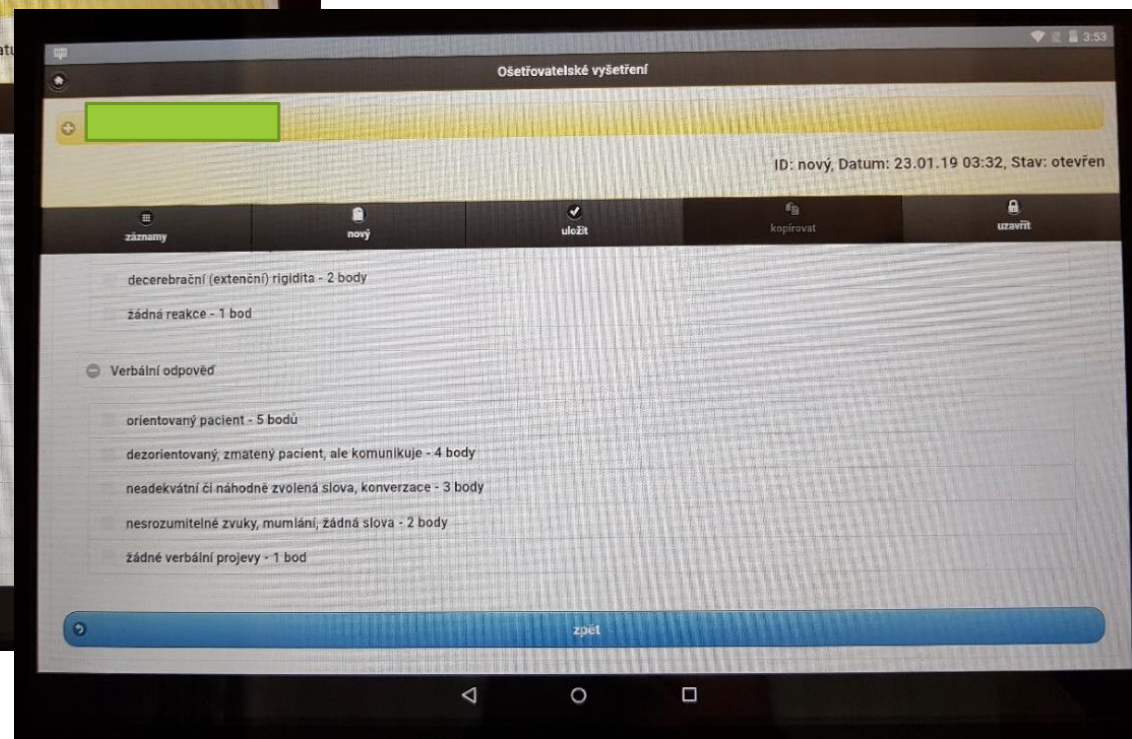 3:53
Ošetřovatelské vyšetření
ID: nový, Datum: 23.01.19 03:32, Stav: otevřen
záznamy
nový
uložit
kopírovat
uzavřít
decerebrační (extenční) rigidita - 2 body
žádná reakce - 1 bod
Verbální odpověď
orientovaný pacient - 5 bodů
dezorientovaný, zmatený pacient, ale komunikuje - 4 body
neadekvátní či náhodně zvolená slova, konverzace - 3 body
nesrozumitelné zvuky, mumlání, žádná slova - 2 body
žádné verbální projevy - 1 bod
zpět